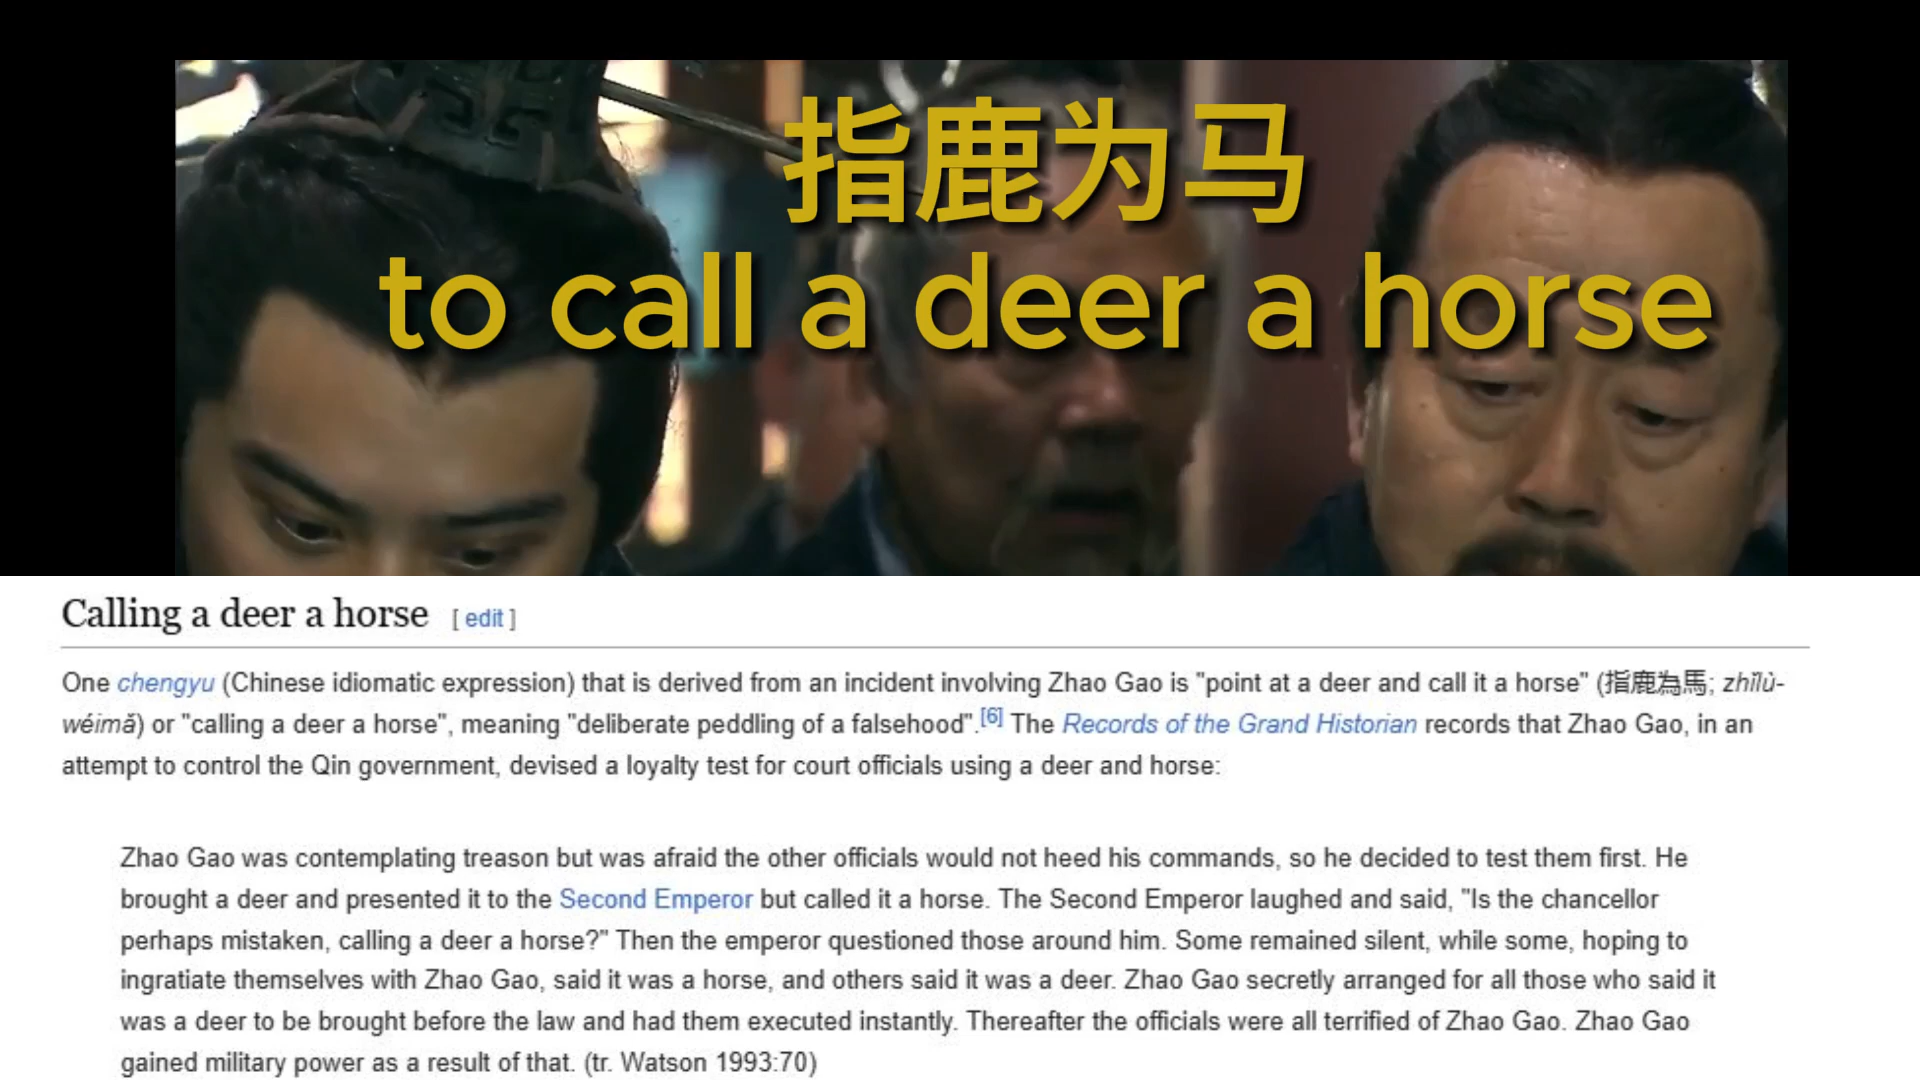 指鹿为马
to call a deer a horse
Calling a deer a horse [ edit ]
One chengyu (Chinese idiomatic expression) that is derived from an incident involving Zhao Gao is "point at a deer and call it a horse" (指鹿為馬; zhǐlù-
wéimǎ) or "calling a deer a horse", meaning "deliberate peddling of a falsehood".[6] The Records of the Grand Historian records that Zhao Gao, in an
attempt to control the Qin government, devised a loyalty test for court officials using a deer and horse:
Zhao Gao was contemplating treason but was afraid the other officials would not heed his commands, so he decided to test them first. He
brought a deer and presented it to the Second Emperor but called it a horse. The Second Emperor laughed and said, "Is the chancellor
perhaps mistaken, calling a deer a horse?" Then the emperor questioned those around him. Some remained silent, while some, hoping to
ingratiate themselves with Zhao Gao, said it was a horse, and others said it was a deer. Zhao Gao secretly arranged for all those who said it
was a deer to be brought before the law and had them executed instantly. Thereafter the officials were all terrified of Zhao Gao. Zhao Gao
gained military power as a result of that. (tr. Watson 1993:70)